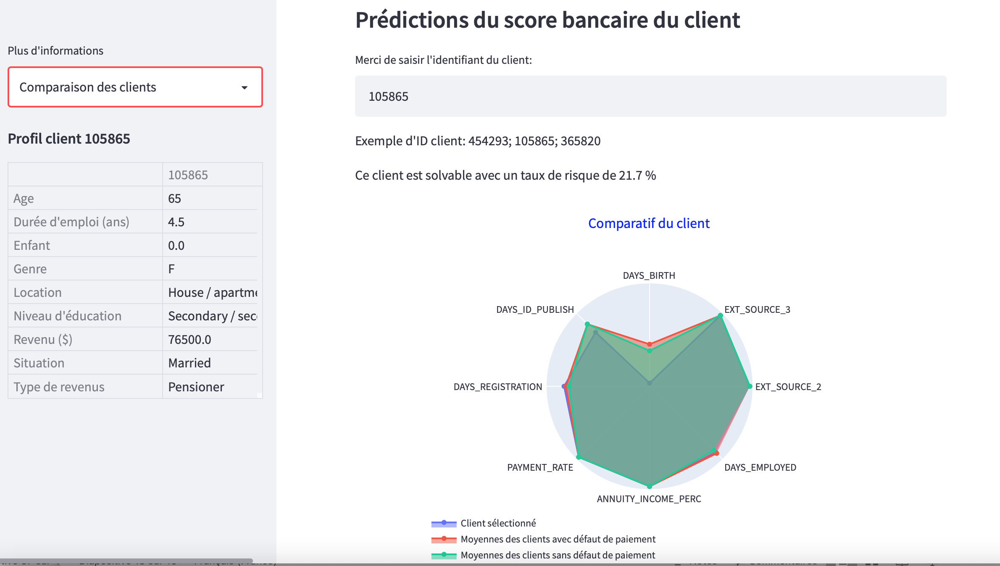 Plus d'informations
Comparaison des clients
Profil client 105865
105865
Age 65
Durée d'emploi (ans) 4.5
Enfant 0.0
Genre F
Location House / apartme
Niveau d'éducation Secondary / sec
Revenu ($) 76500.0
Situation Married
Type de revenus Pensioner
Prédictions du score bancaire du client
Merci de saisir l'identifiant du client:
105865
Exemple d'ID client: 454293; 105865; 365820
Ce client est solvable avec un taux de risque de 21.7 %
Comparatif du client
DAYS_BIRTH
DAYS_ID_PUBLISH
EXT_SOURCE_3
DAYS_REGISTRATION
EXT_SOURCE_2
PAYMENT_RATE
DAYS_EMPLOYED
ANNUITY_INCOME_PERC
Client sélectionné
Moyennes des clients avec défaut de paiement
Moyennes des clients sans défaut de paiement